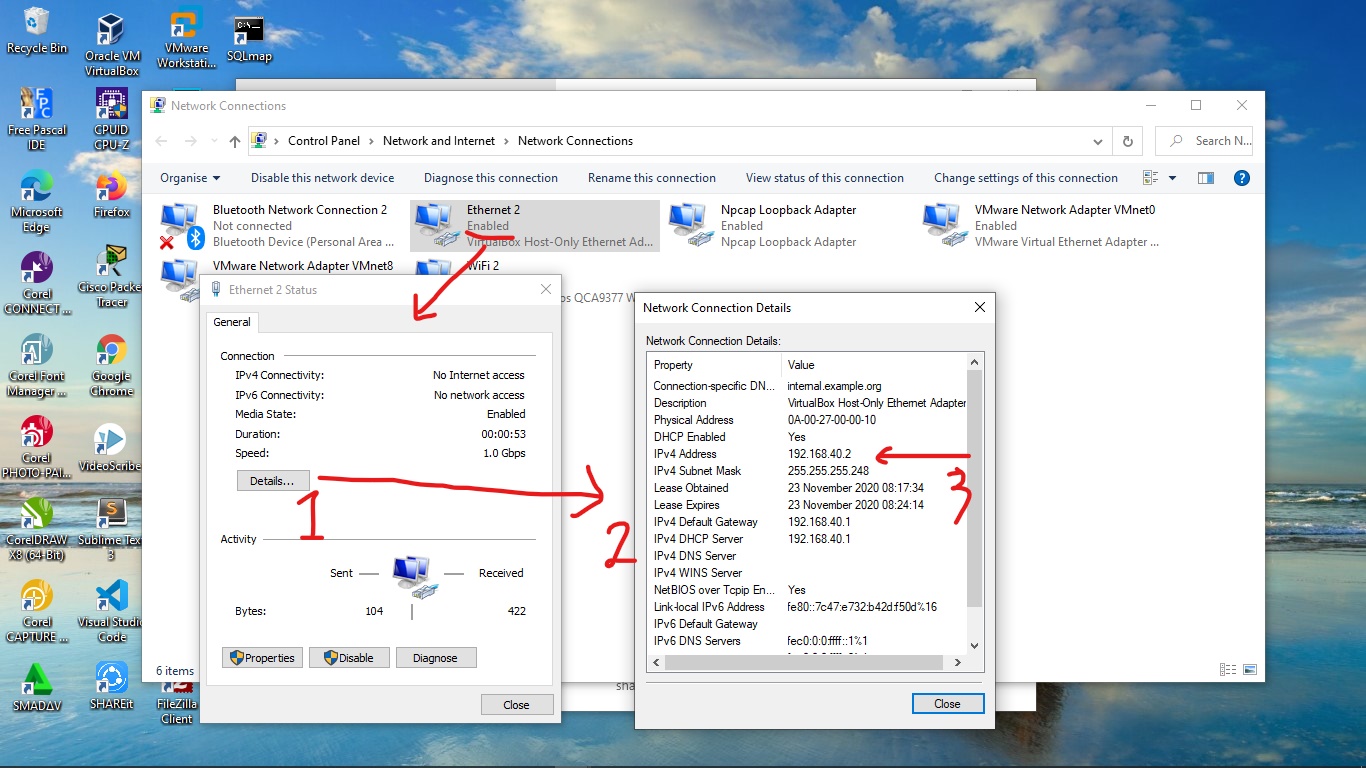 Recycle Bin
Oracle VM
VirtualBox
VMware
Workstati...
SQLmap
Free Pascal
IDE
CPUID
CPU-Z
Microsoft
Edge
Firefox
Corel
CONNECT ...
Cisco Packe
Tracer
Corel Font
Manager ...
Google
Chrome
Corel
PHOTO-PAI...
VideoScribe
CorelDRAW
X8 (64-Bit)
Sublime Tex
3
Corel
CAPTURE ...
Visual Studio
Code
SMADΔV
SHAREit
FileZilla
Client
Network Connections
Control Panel > Network and Internet > Network Connections
Search N...
Organise
Disable this network device
Diagnose this connection
Rename this connection
View status of this connection
Change settings of this connection
Bluetooth Network Connection 2
Not connected
Bluetooth Device (Personal Area ...
Ethernet 2
Enabled
VirtualBox Host-Only Ethernet Ad...
Npcap Loopback Adapter
Enabled
Npcap Loopback Adapter
VMware Network Adapter VMnet0
Enabled
VMware Virtual Ethernet Adapter ...
VMware Network Adapter VMnet8
WiFi 2
os QCA9377 W
6 items
sha
Ethernet 2 Status
General
Connection
IPv4 Connectivity: No Internet access
IPv6 Connectivity: No network access
Media State: Enabled
Duration: 00:00:53
Speed: 1.0 Gbps
Details...
1
2
3
Activity
Sent
Received
Bytes: 104 422
Properties
Disable
Diagnose
Close
Network Connection Details
Network Connection Details:
Property Value
Connection-specific DN... internal.example.org
Description VirtualBox Host-Only Ethernet Adapter
Physical Address 0A-00-27-00-00-10
DHCP Enabled Yes
IPv4 Address 192.168.40.2
IPv4 Subnet Mask 255.255.255.248
Lease Obtained 23 November 2020 08:17:34
Lease Expires 23 November 2020 08:24:14
IPv4 Default Gateway 192.168.40.1
IPv4 DHCP Server 192.168.40.1
IPv4 DNS Server
IPv4 WINS Server
NetBIOS over Tcpip En... Yes
Link-local IPv6 Address fe80::7c47:e732:b42d:f50d%16
IPv6 Default Gateway
IPv6 DNS Servers fec0:0:0:ffff::1%1
Close